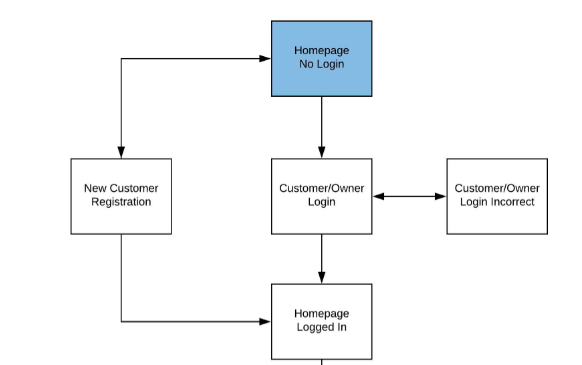 Homepage
No Login
New Customer
Registration
Customer/Owner
Login
Customer/Owner
Login Incorrect
Homepage
Logged In